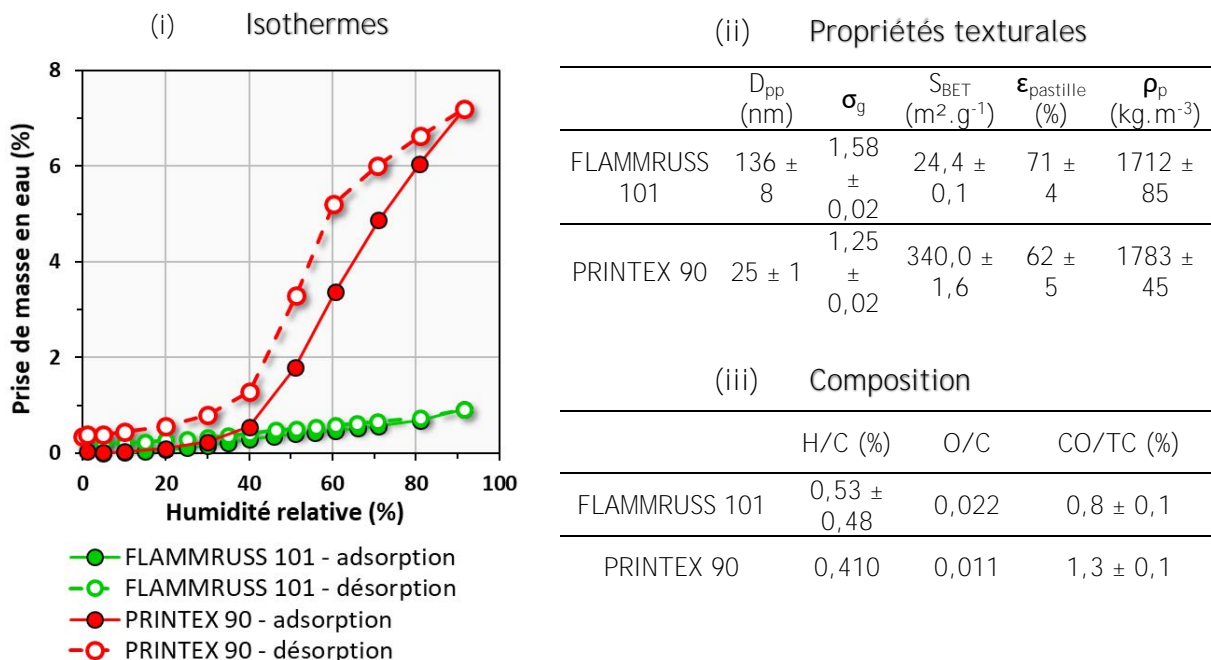 (i) Isothermes
8
6
4
2
0
0 20 40 60 80 100
Prise de masse en eau (%)
Humidité relative (%)
FLAMMRUSS 101 - adsorption
FLAMMRUSS 101 - désorption
PRINTEX 90 - adsorption
PRINTEX 90 - désorption
(ii) Propriétés texturales
Dpp (nm) σg SBET (m².g⁻¹) εpastille (%) ρp (kg.m⁻³)
FLAMMRUSS 101 136 ± 8 1,58 ± 0,02 24,4 ± 0,1 71 ± 4 1712 ± 85
PRINTEX 90 25 ± 1 1,25 ± 0,02 340,0 ± 1,6 62 ± 5 1783 ± 45
(iii) Composition
H/C (%) O/C CO/TC (%)
FLAMMRUSS 101 0,53 ± 0,48 0,022 0,8 ± 0,1
PRINTEX 90 0,410 0,011 1,3 ± 0,1